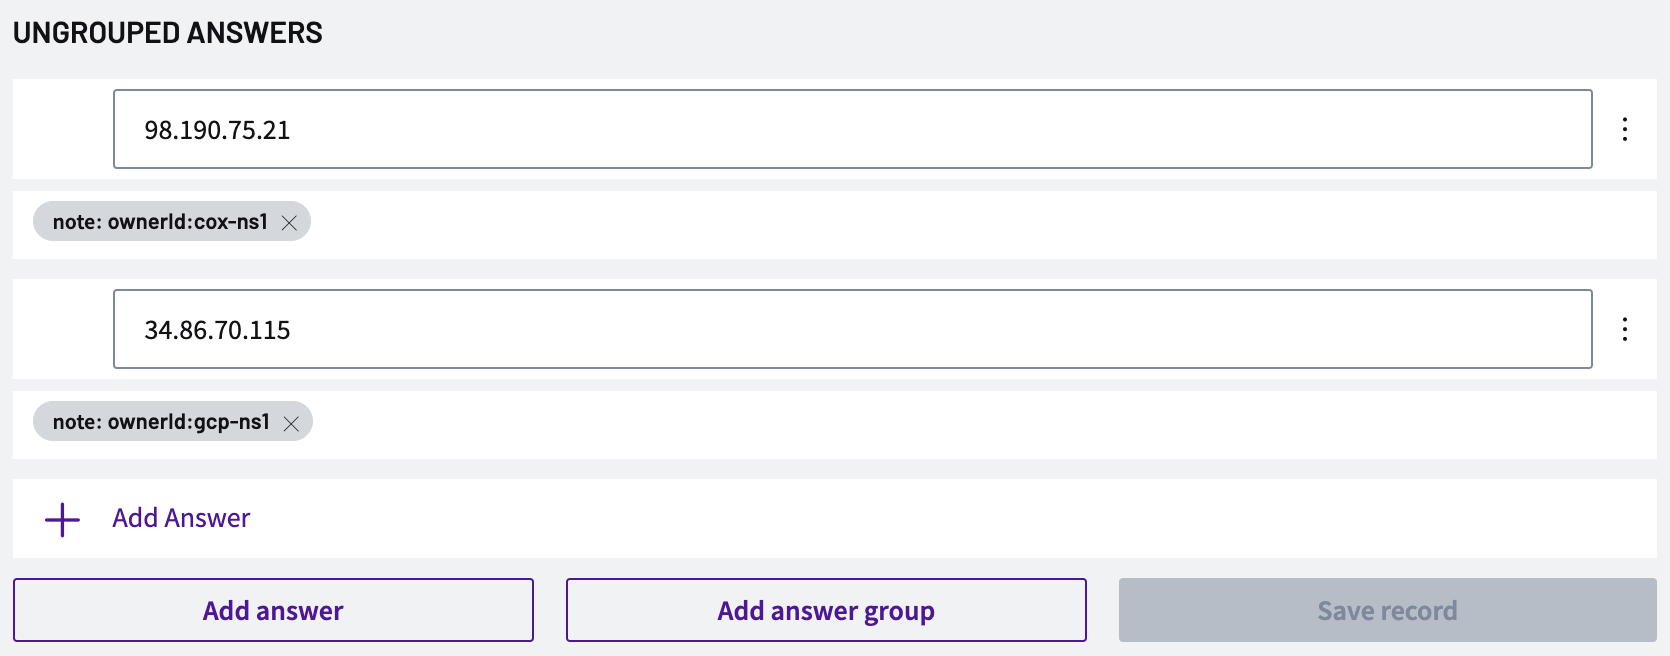 UNGROUPED ANSWERS
98.190.75.21
note: ownerId:cox-ns1
34.86.70.115
note: ownerId:gcp-ns1
Add Answer
Add answer
Add answer group
Save record